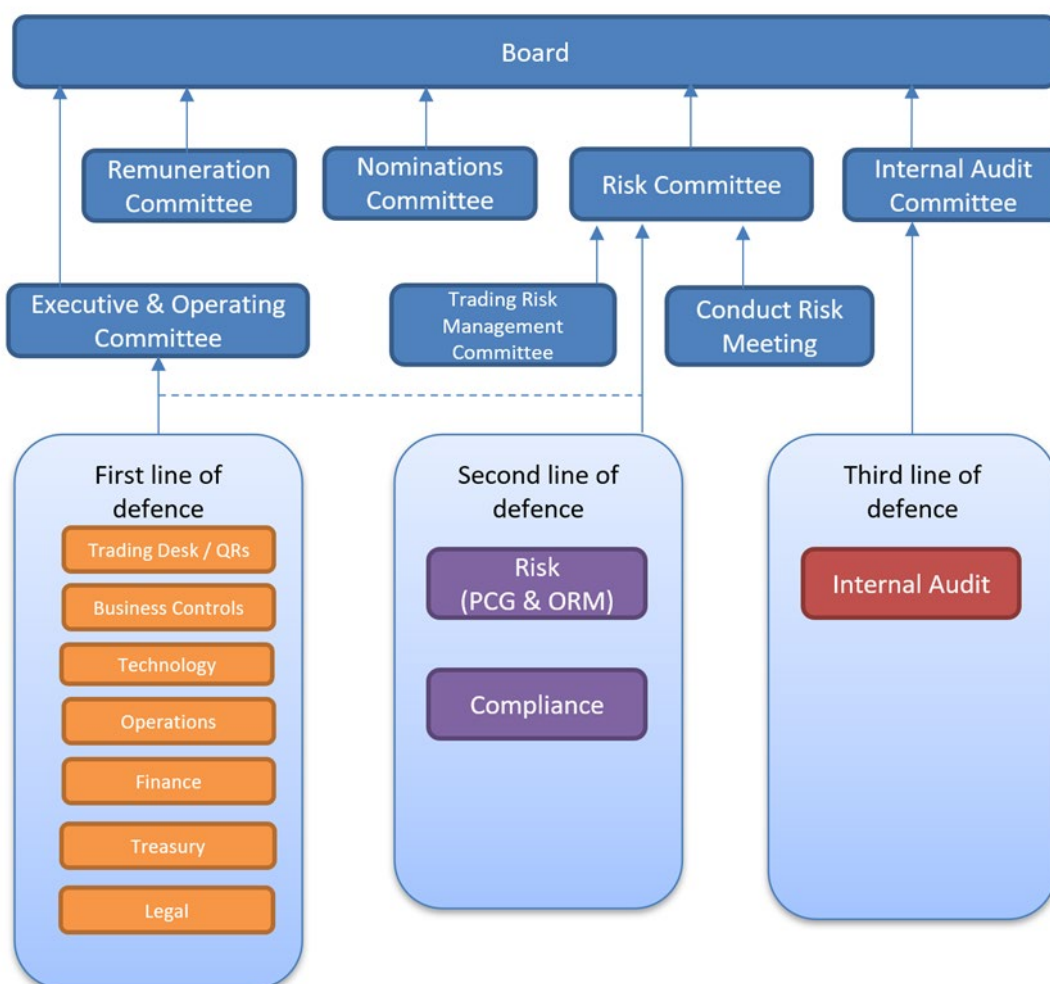 Board
Remuneration
Committee
Nominations
Committee
Risk Committee
Internal Audit
Committee
Executive & Operating
Committee
Trading Risk
Management
Committee
Conduct Risk
Meeting
First line of
defence
Trading Desk / QRs
Business Controls
Technology
Operations
Finance
Treasury
Legal
Second line of
defence
Risk
(PCG & ORM)
Compliance
Third line of
defence
Internal Audit